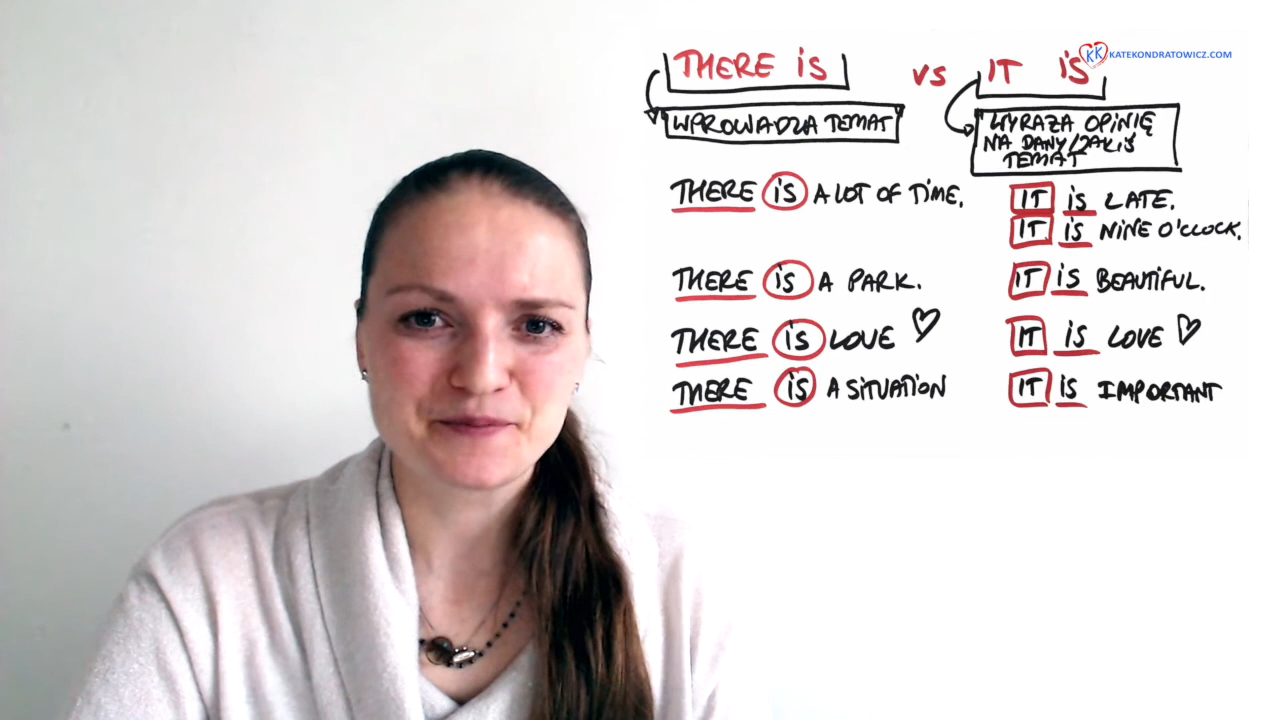 THERE is vs iT is
KK KATEKONDRATOWICZ.COM
WPROWADZA TEMAT
WYRAŻA OPINIĘ
NA DANY/JAKIŚ
TEMAT
THERE is A LOT OF TiME.
IT is LATE.
IT is NiNE O'CLOCK.
THERE is A PARK.
IT is BEAUTIFUL.
THERE is LOVE
IT is LOVE
THERE is A SiTUATiON
IT is IMPORTANT